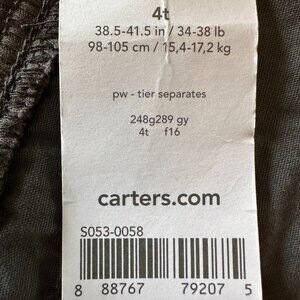 4t
38.5-41.5 in / 34-38 lb
98-105 cm / 15,4-17,2 kg
pw - tier separates
248g289 gy
4t f16
carters.com
S053-0058
8 88767 79207 5